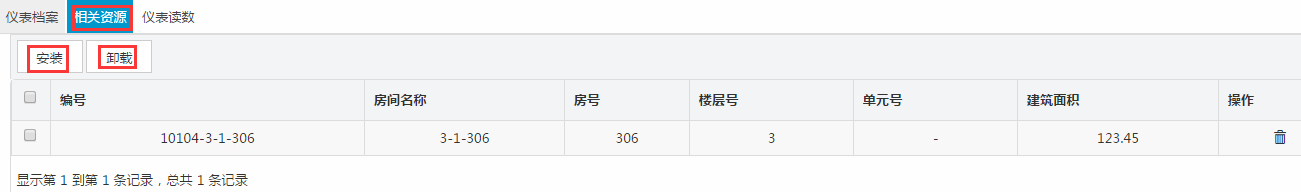 仪表档案 相关资源 仪表读数
安装 卸载
编号 房间名称 房号 楼层号 单元号 建筑面积 操作
10104-3-1-306 3-1-306 306 3 - 123.45
显示第 1 到第 1 条记录，总共 1 条记录